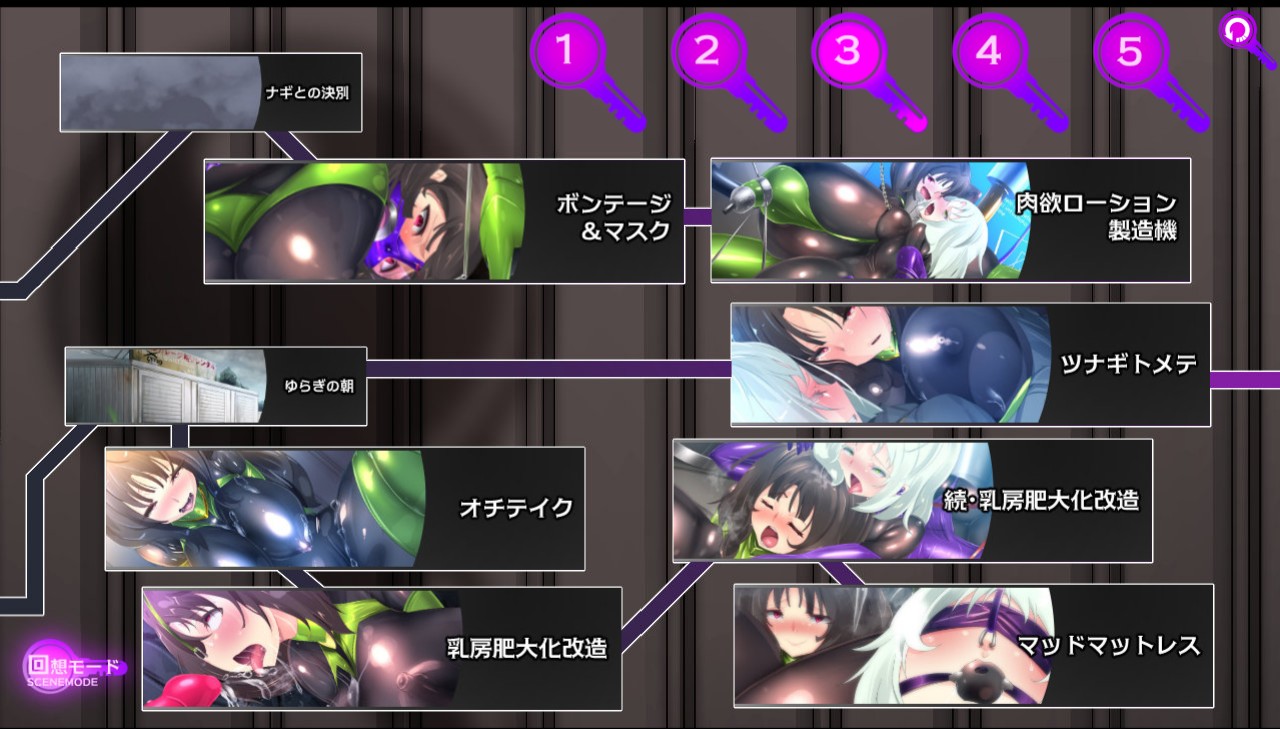 1
2
3
4
5
ナギとの決別
ボンテージ
&マスク
肉欲ローション
製造機
ゆらぎの朝
ツナギトメテ
オチテイク
続・乳房肥大化改造
乳房肥大化改造
マッドマットレス
回想モード
SCENEMODE